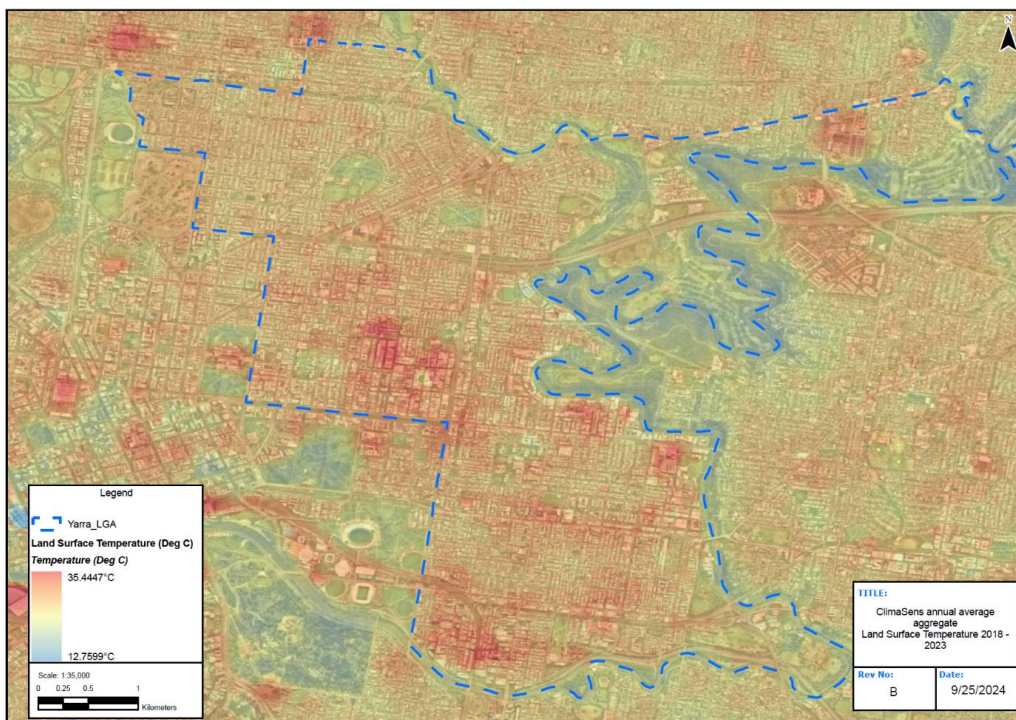 N
Legend
Yarra_LGA
Land Surface Temperature (Deg C)
Temperature (Deg C)
35.4447°C
12.7599°C
Scale: 1:35,000
0 0.25 0.5 1
Kilometers
TITLE:
ClimaSens annual average
aggregate
Land Surface Temperature 2018 -
2023
Rev No:
B
Date:
9/25/2024